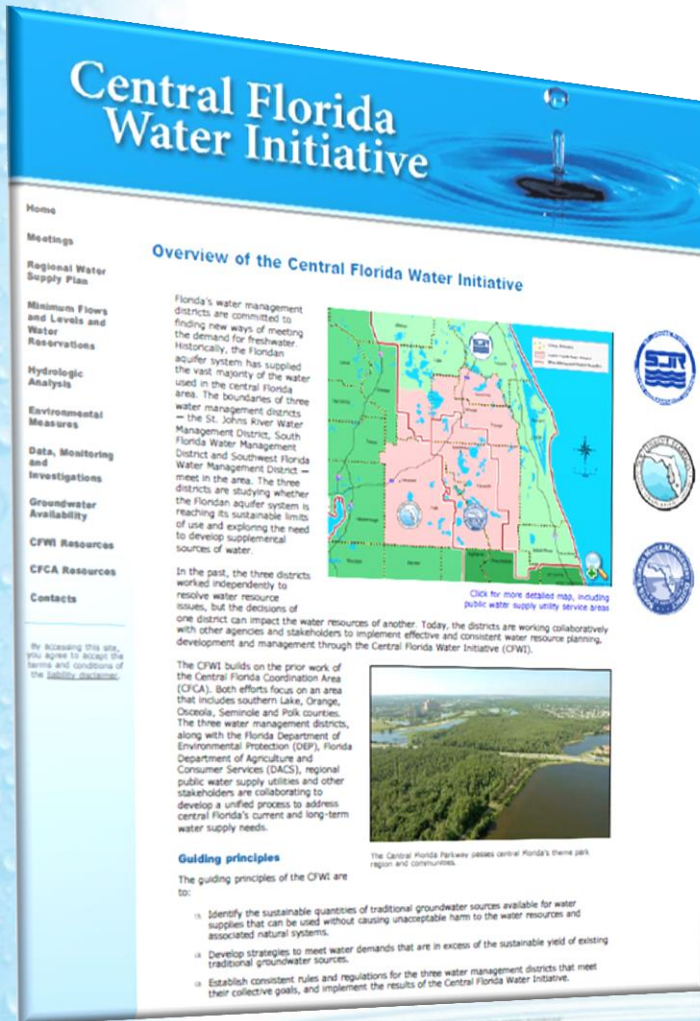 Central Florida
Water Initiative
Home
Meetings
Regional Water
Supply Plan
Minimum Flows
and Levels and
Water
Reservations
Hydrologic
Analysis
Environmental
Measures
Data, Monitoring
and
Investigations
Groundwater
Availability
CFWI Resources
CFCA Resources
Contacts
By accessing this site,
you agree to accept the
terms and conditions of
the liability disclaimer.
Overview of the Central Florida Water Initiative
Florida's water management
districts are committed to
finding new ways of meeting
the demand for freshwater.
Historically, the Floridan
aquifer system has supplied
the vast majority of the water
used in the central Florida
area. The boundaries of three
water management districts
— the St. Johns River Water
Management District, South
Florida Water Management
District and Southwest Florida
Water Management District —
meet in the area. The three
districts are studying whether
the Floridan aquifer system is
reaching its sustainable limits
of use and exploring the need
to develop supplemental
sources of water.
Click for more detailed map, including
public water supply utility service areas
In the past, the three districts
worked independently to
resolve water resource
issues, but the decisions of
one district can impact the water resources of another. Today, the districts are working collaboratively
with other agencies and stakeholders to implement effective and consistent water resource planning,
development and management through the Central Florida Water Initiative (CFWI).
The CFWI builds on the prior work of
the Central Florida Coordination Area
(CFCA). Both efforts focus on an area
that includes southern Lake, Orange,
Osceola, Seminole and Polk counties.
The three water management districts,
along with the Florida Department of
Environmental Protection (DEP), Florida
Department of Agriculture and
Consumer Services (DACS), regional
public water supply utilities and other
stakeholders are collaborating to
develop a unified process to address
central Florida's current and long-term
water supply needs.
The Central Florida Parkway passes central Florida's theme park
region and communities.
Guiding principles
The guiding principles of the CFWI are
to:
Identify the sustainable quantities of traditional groundwater sources available for water
supplies that can be used without causing unacceptable harm to the water resources and
associated natural systems.
Develop strategies to meet water demands that are in excess of the sustainable yield of existing
traditional groundwater sources.
Establish consistent rules and regulations for the three water management districts that meet
their collective goals, and implement the results of the Central Florida Water Initiative.